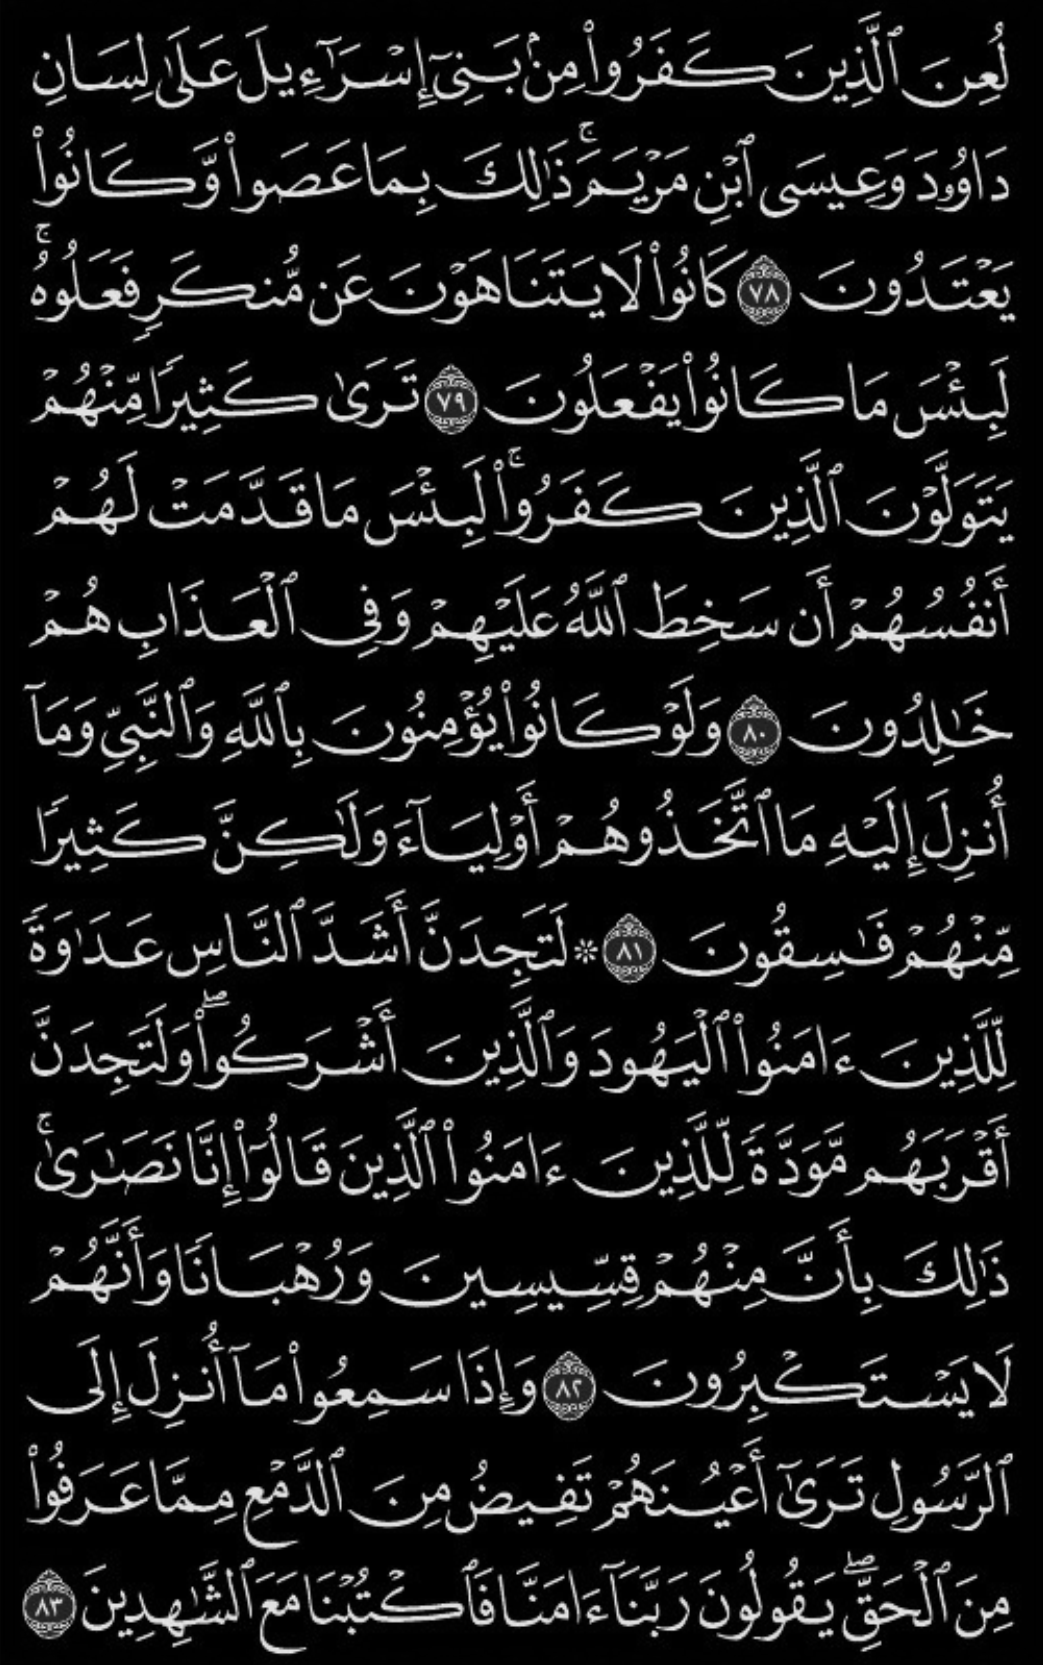 لُعِنَ ٱلَّذِينَ كَفَرُواْ مِنۢ بَنِىٓ إِسۡرَٰٓءِيلَ عَلَىٰ لِسَانِ
دَاوُۥدَ وَعِيسَى ٱبۡنِ مَرۡيَمَۚ ذَٰلِكَ بِمَا عَصَواْ وَّكَانُواْ
يَعۡتَدُونَ ٧٨ كَانُواْ لَا يَتَنَاهَوۡنَ عَن مُّنكَرٖ فَعَلُوهُۚ
لَبِئۡسَ مَا كَانُواْ يَفۡعَلُونَ ٧٩ تَرَىٰ كَثِيرٗا مِّنۡهُمۡ
يَتَوَلَّوۡنَ ٱلَّذِينَ كَفَرُواْۚ لَبِئۡسَ مَا قَدَّمَتۡ لَهُمۡ
أَنفُسُهُمۡ أَن سَخِطَ ٱللَّهُ عَلَيۡهِمۡ وَفِى ٱلۡعَذَابِ هُمۡ
خَٰلِدُونَ ٨٠ وَلَوۡ كَانُواْ يُؤۡمِنُونَ بِٱللَّهِ وَٱلنَّبِىِّ وَمَآ
أُنزِلَ إِلَيۡهِ مَا ٱتَّخَذُوهُمۡ أَوۡلِيَآءَ وَلَٰكِنَّ كَثِيرٗا
مِّنۡهُمۡ فَٰسِقُونَ ٨١ ۞ لَتَجِدَنَّ أَشَدَّ ٱلنَّاسِ عَدَٰوَةٗ
لِّلَّذِينَ ءَامَنُواْ ٱلۡيَهُودَ وَٱلَّذِينَ أَشۡرَكُواْۖ وَلَتَجِدَنَّ
أَقۡرَبَهُم مَّوَدَّةٗ لِّلَّذِينَ ءَامَنُواْ ٱلَّذِينَ قَالُوٓاْ إِنَّا نَصَٰرَىٰۚ
ذَٰلِكَ بِأَنَّ مِنۡهُمۡ قِسِّيسِينَ وَرُهۡبَانٗا وَأَنَّهُمۡ
لَا يَسۡتَكۡبِرُونَ ٨٢ وَإِذَا سَمِعُواْ مَآ أُنزِلَ إِلَى
ٱلرَّسُولِ تَرَىٰٓ أَعۡيُنَهُمۡ تَفِيضُ مِنَ ٱلدَّمۡعِ مِمَّا عَرَفُواْ
مِنَ ٱلۡحَقِّۖ يَقُولُونَ رَبَّنَآ ءَامَنَّا فَٱكۡتُبۡنَا مَعَ ٱلشَّٰهِدِينَ ٨٣